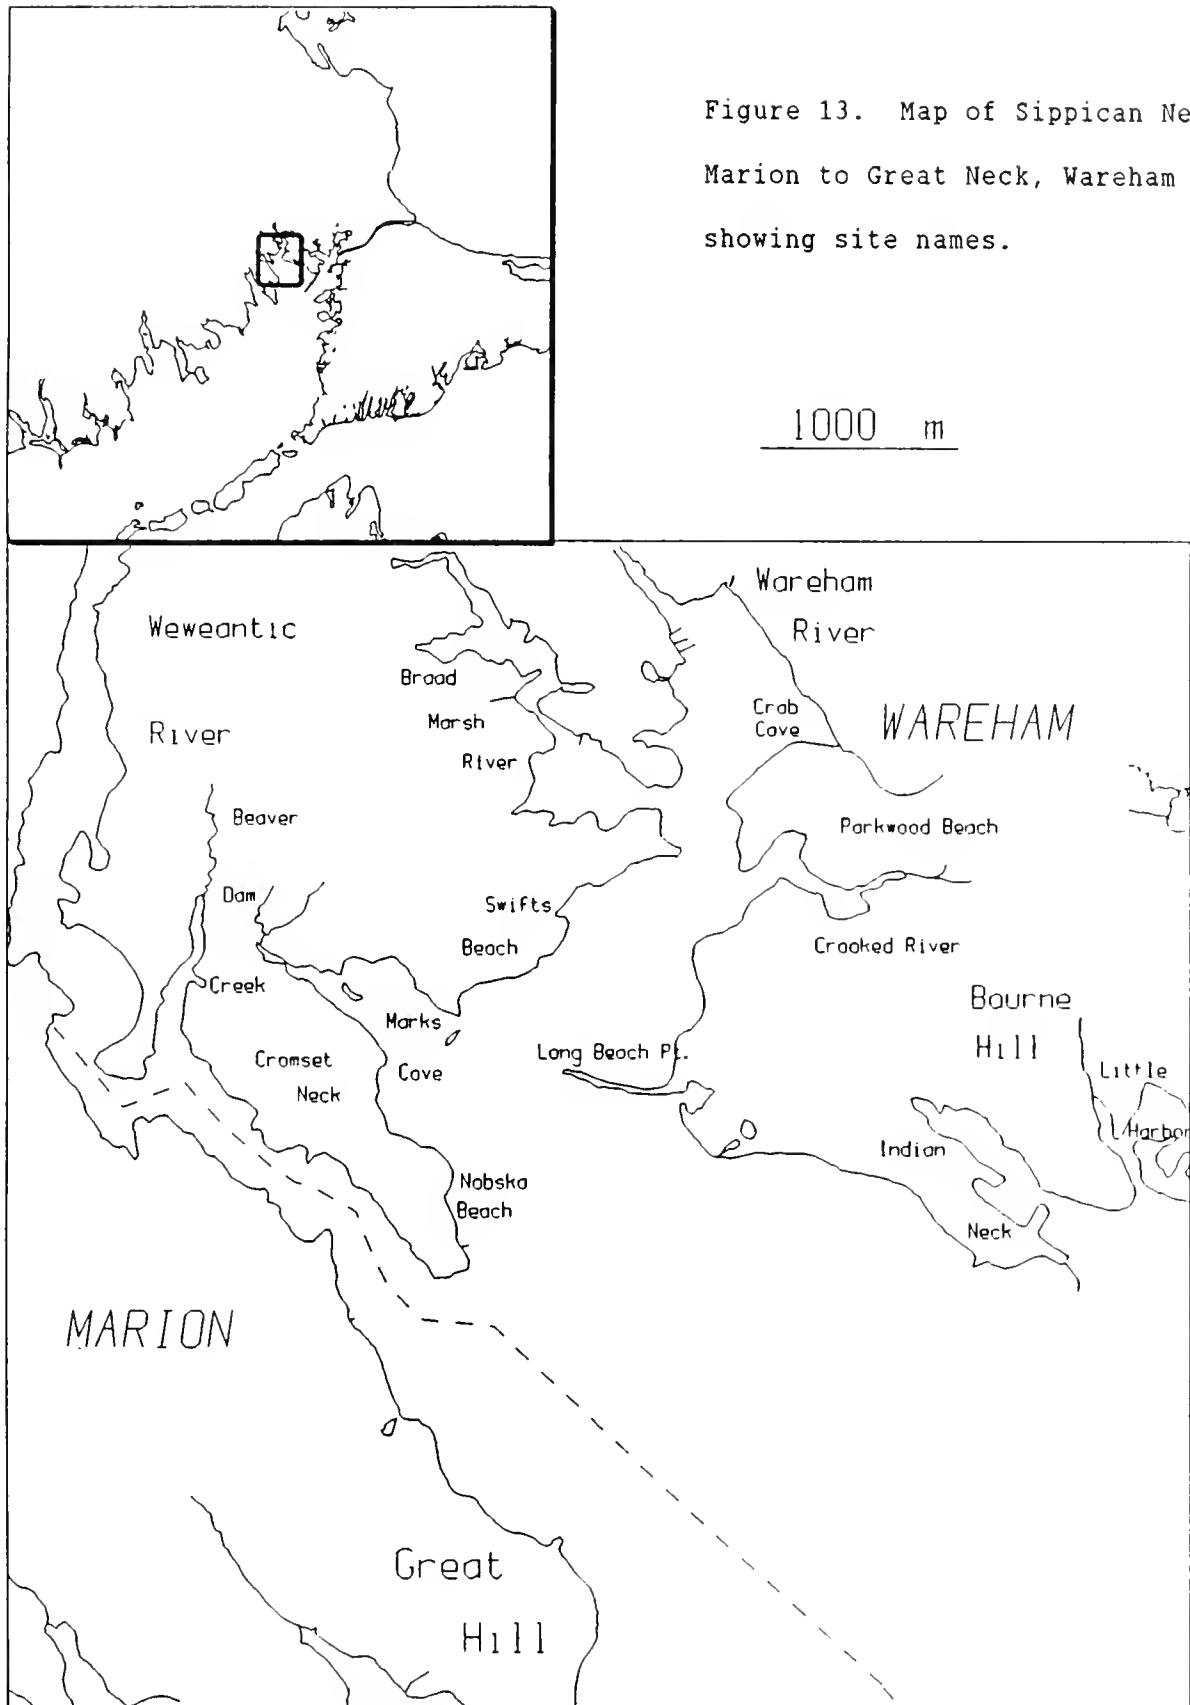 Figure 13. Map of Sippican Ne
Marion to Great Neck, Wareham
showing site names.
1000 m
Weweantic
River
Wareham
River
Broad
Marsh
River
Crab
Cove
WAREHAM
Beaver
Dam
Creek
Parkwood Beach
Swifts
Beach
Crooked River
Marks
Cove
Bourne
Hill
Long Beach Pt.
Cromset
Neck
Little
Harbor
Indian
Neck
Nobska
Beach
MARION
Great
Hill